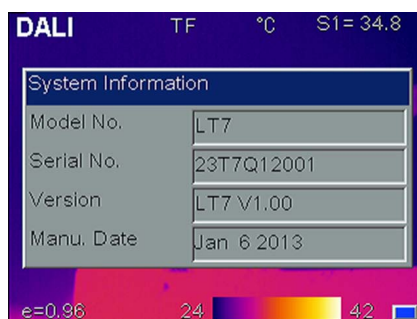 DALI TF °C S1= 34.8
System Information
Model No. LT7
Serial No. 23T7Q12001
Version LT7 V1.00
Manu. Date Jan 6 2013
e=0.96 24 42